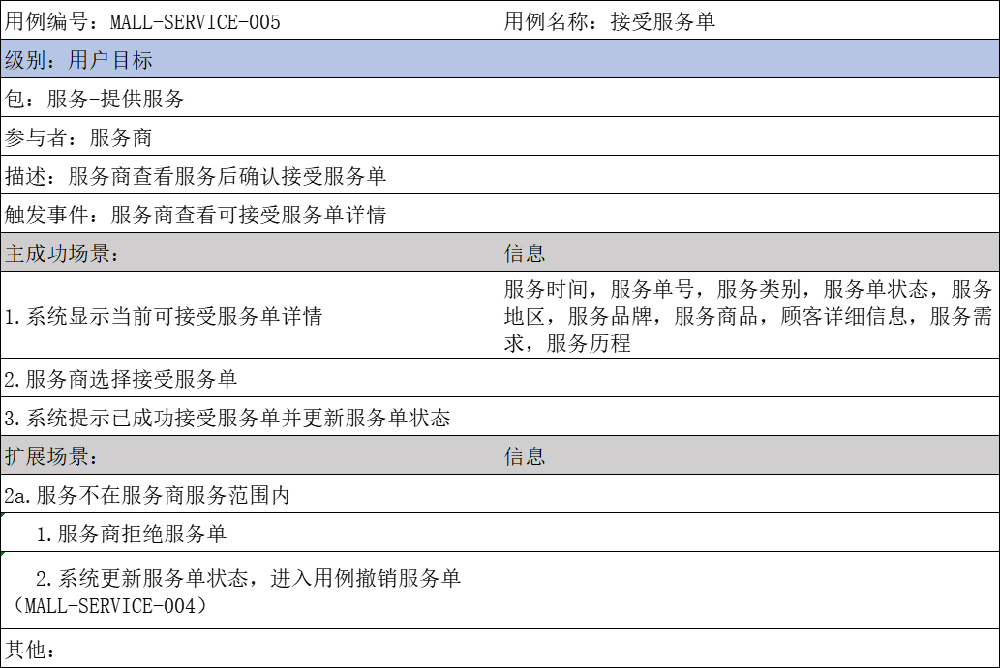 用例编号：MALL-SERVICE-005
用例名称：接受服务单
级别：用户目标
包：服务-提供服务
参与者：服务商
描述：服务商查看服务后确认接受服务单
触发事件：服务商查看可接受服务单详情
主成功场景：
信息
1.系统显示当前可接受服务单详情
服务时间，服务单号，服务类别，服务单状态，服务
地区，服务品牌，服务商品，顾客详细信息，服务需
求，服务历程
2.服务商选择接受服务单
3.系统提示已成功接受服务单并更新服务单状态
扩展场景：
信息
2a.服务不在服务商服务范围内
1.服务商拒绝服务单
2.系统更新服务单状态，进入用例撤销服务单
（MALL-SERVICE-004）
其他：